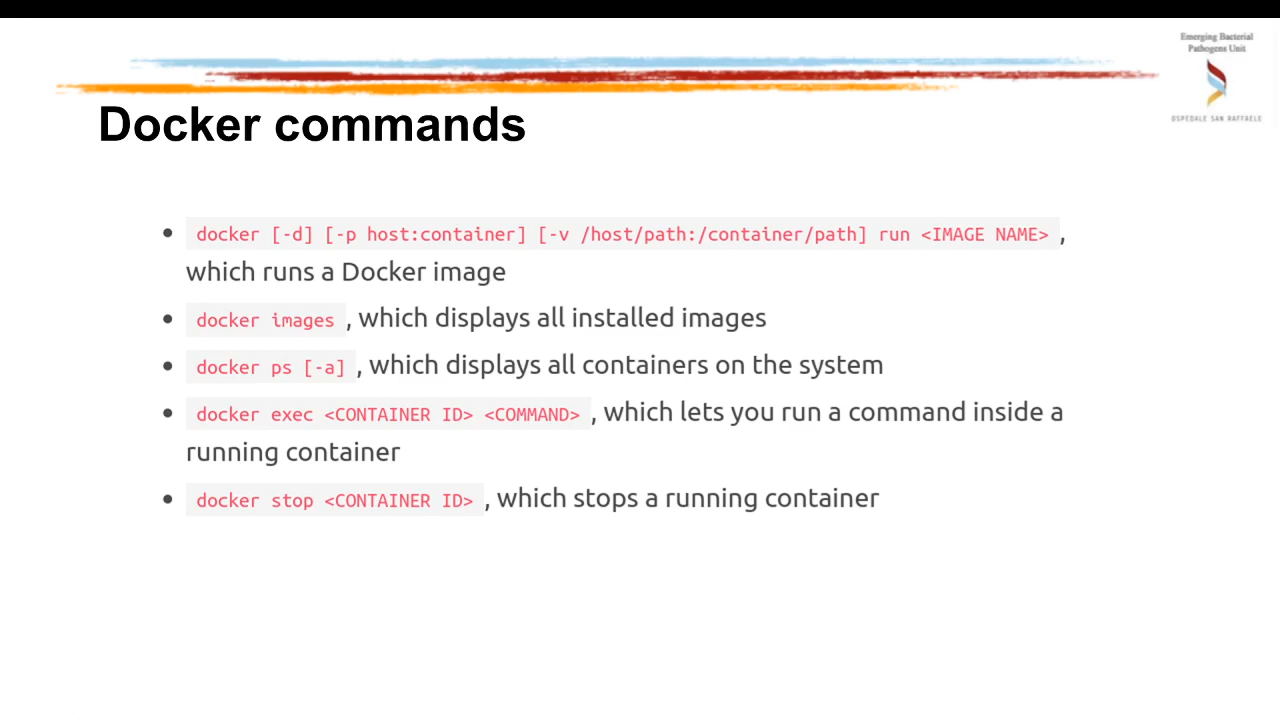 Emerging Bacterial
Pathogens Unit
OSPEDALE SAN RAFFAELE
Docker commands
• docker [-d] [-p host:container] [-v /host/path:/container/path] run <IMAGE NAME> ,
which runs a Docker image
• docker images , which displays all installed images
• docker ps [-a] , which displays all containers on the system
• docker exec <CONTAINER ID> <COMMAND> , which lets you run a command inside a
running container
• docker stop <CONTAINER ID> , which stops a running container